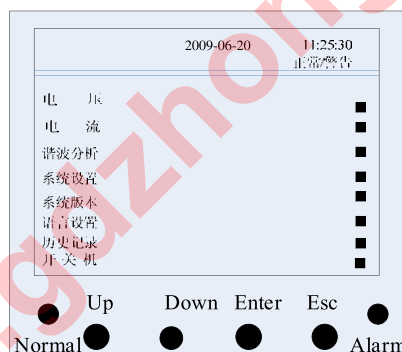 2009-06-20 11:25:30
正常/警告
电 压
电 流
谐波分析
系统设置
系统版本
语言设置
历史记录
开 关 机
Up Down Enter Esc
Normal Alarm